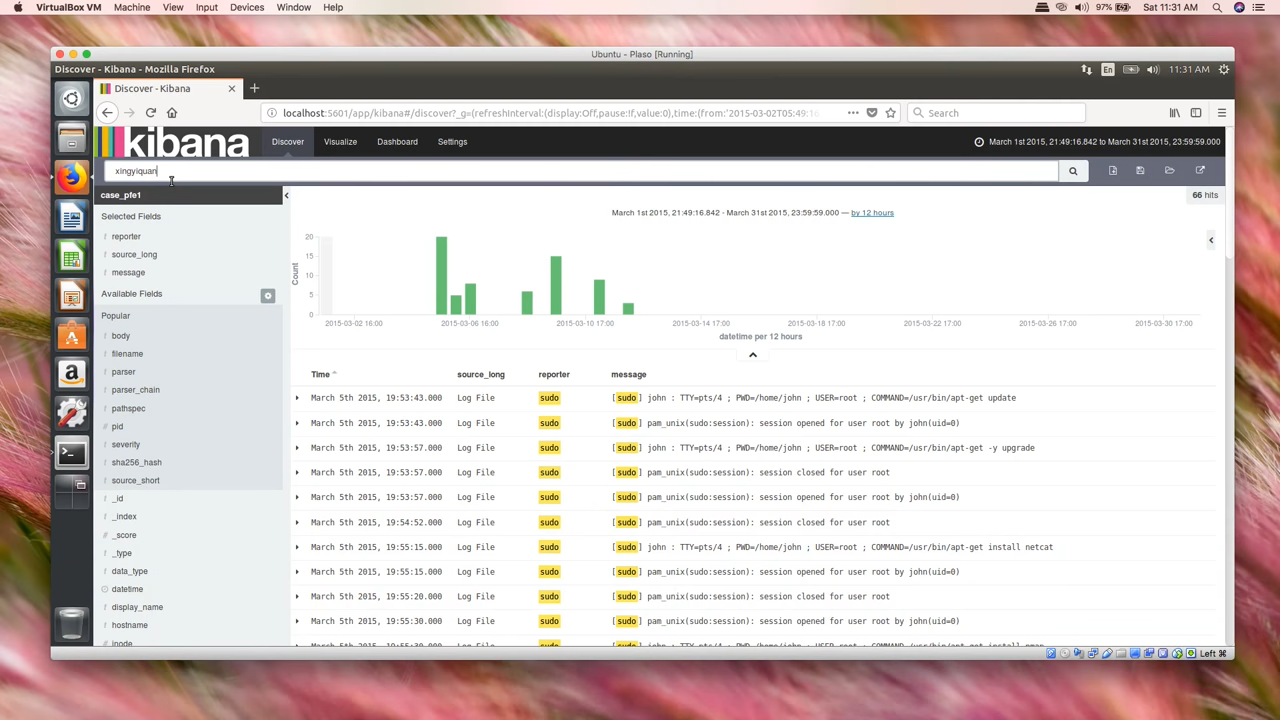 VirtualBox VM Machine View Input Devices Window Help 97% Sat 11:31 AM
Ubuntu - Plaso [Running]
Discover - Kibana - Mozilla Firefox En 11:31 AM
Discover - Kibana
localhost:5601/app/kibana#/discover?_g=(refreshInterval:(display:Off,pause:!f,value:0),time:(from:'2015-03-02T05:49:16 Search
kibana Discover Visualize Dashboard Settings March 1st 2015, 21:49:16.842 to March 31st 2015, 23:59:59.000
xingyiquan
case_pfe1 66 hits
Selected Fields
reporter
source_long
message
Available Fields
Popular
body
filename
parser
parser_chain
pathspec
pid
severity
sha256_hash
source_short
_id
_index
_score
_type
data_type
datetime
display_name
hostname
inode
March 1st 2015, 21:49:16.842 - March 31st 2015, 23:59:59.000 — by 12 hours
Count
20
15
10
5
0
2015-03-02 16:00 2015-03-06 16:00 2015-03-10 17:00 2015-03-14 17:00 2015-03-18 17:00 2015-03-22 17:00 2015-03-26 17:00 2015-03-30 17:00
datetime per 12 hours
Time source_long reporter message
March 5th 2015, 19:53:43.000 Log File sudo [sudo] john : TTY=pts/4 ; PWD=/home/john ; USER=root ; COMMAND=/usr/bin/apt-get update
March 5th 2015, 19:53:43.000 Log File sudo [sudo] pam_unix(sudo:session): session opened for user root by john(uid=0)
March 5th 2015, 19:53:57.000 Log File sudo [sudo] john : TTY=pts/4 ; PWD=/home/john ; USER=root ; COMMAND=/usr/bin/apt-get -y upgrade
March 5th 2015, 19:53:57.000 Log File sudo [sudo] pam_unix(sudo:session): session closed for user root
March 5th 2015, 19:53:57.000 Log File sudo [sudo] pam_unix(sudo:session): session opened for user root by john(uid=0)
March 5th 2015, 19:54:52.000 Log File sudo [sudo] pam_unix(sudo:session): session closed for user root
March 5th 2015, 19:55:15.000 Log File sudo [sudo] john : TTY=pts/4 ; PWD=/home/john ; USER=root ; COMMAND=/usr/bin/apt-get install netcat
March 5th 2015, 19:55:15.000 Log File sudo [sudo] pam_unix(sudo:session): session opened for user root by john(uid=0)
March 5th 2015, 19:55:20.000 Log File sudo [sudo] pam_unix(sudo:session): session closed for user root
March 5th 2015, 19:55:30.000 Log File sudo [sudo] pam_unix(sudo:session): session opened for user root by john(uid=0)
Left ⌘